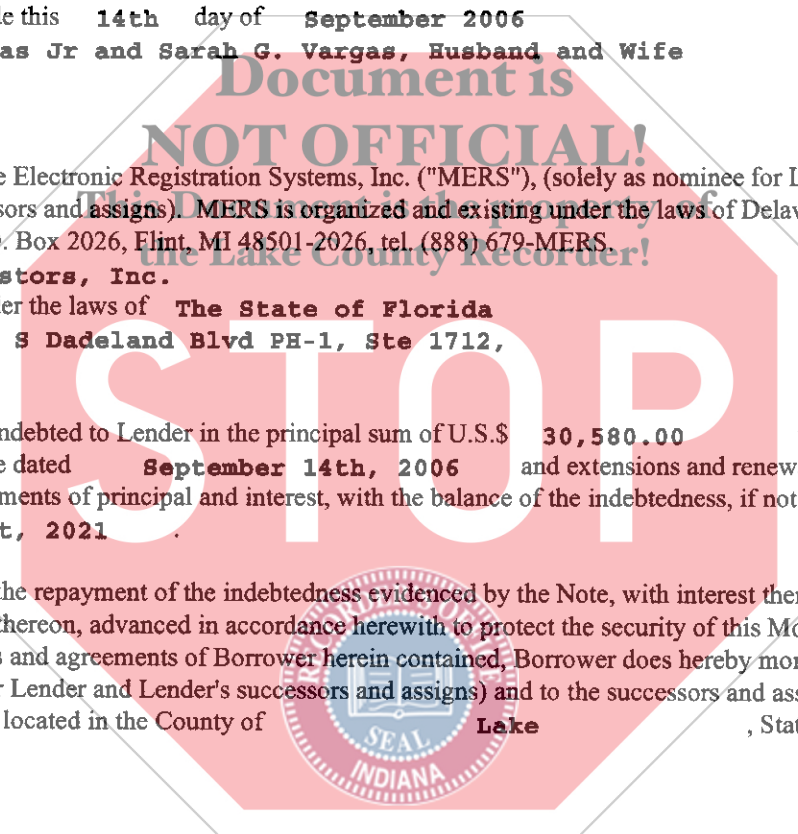 e this 14th day of September 2006
as Jr and Sarah G. Vargas, Husband and Wife
Document is
NOT OFFICIAL!
e Electronic Registration Systems, Inc. ("MERS"), (solely as nominee for L
sors and assigns). MERS is organized and existing under the laws of Delav
This Document is the property of
. Box 2026, Flint, MI 48501-2026, tel. (888) 679-MERS.
the Lake County Recorder!
stors, Inc.
er the laws of The State of Florida
S Dadeland Blvd PH-1, Ste 1712,
STOP
ndebted to Lender in the principal sum of U.S.$ 30,580.00
e dated September 14th, 2006 and extensions and renew
ments of principal and interest, with the balance of the indebtedness, if not
t, 2021 .
he repayment of the indebtedness evidenced by the Note, with interest ther
thereon, advanced in accordance herewith to protect the security of this Mo
s and agreements of Borrower herein contained, Borrower does hereby mor
r Lender and Lender's successors and assigns) and to the successors and ass
located in the County of Lake , Stat
SEAL
INDIANA